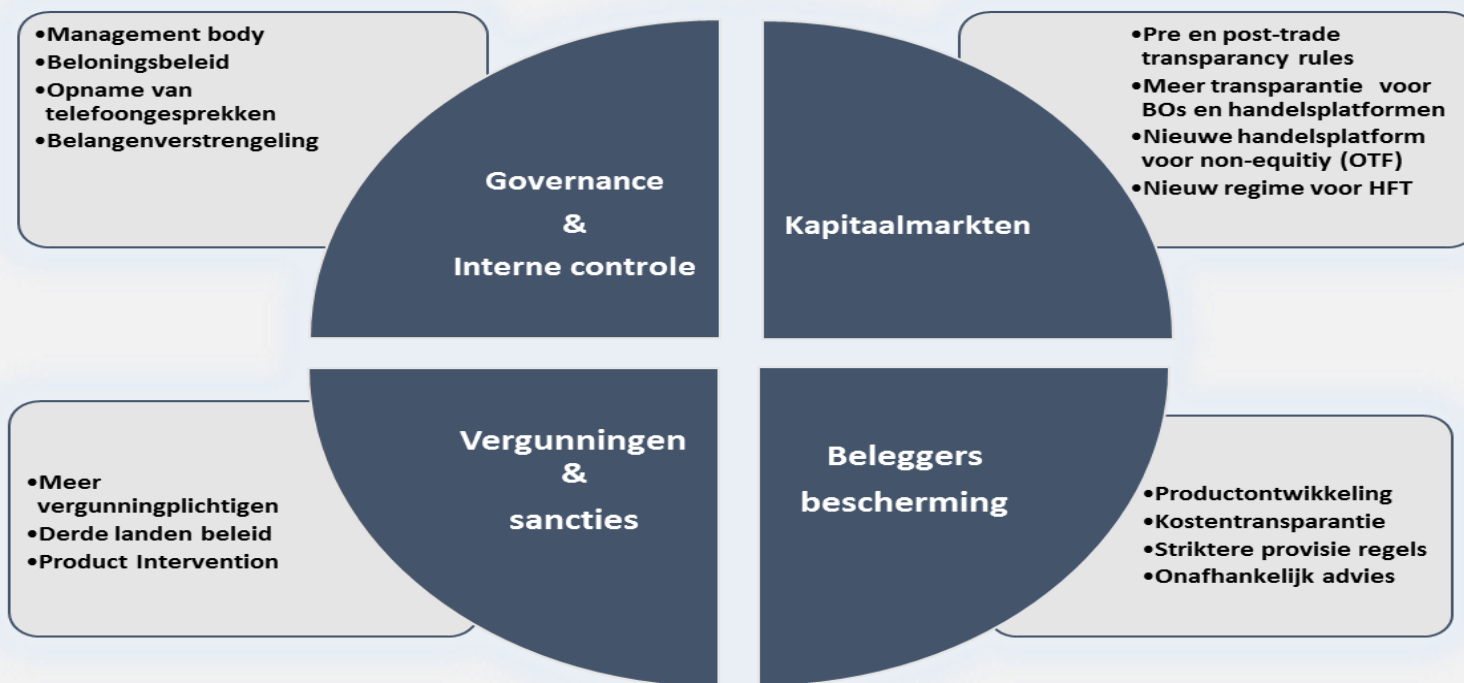 •Management body
•Beloningsbeleid
•Opname van
telefoongesprekken
•Belangenverstrengeling
Governance
&
Interne controle
Kapitaalmarkten
•Pre en post-trade
transparancy rules
•Meer transparantie voor
BOs en handelsplatformen
•Nieuwe handelsplatform
voor non-equitiy (OTF)
•Nieuw regime voor HFT
•Meer
vergunningplichtigen
•Derde landen beleid
•Product Intervention
Vergunningen
&
sancties
Beleggers
bescherming
•Productontwikkeling
•Kostentransparantie
•Striktere provisie regels
•Onafhankelijk advies